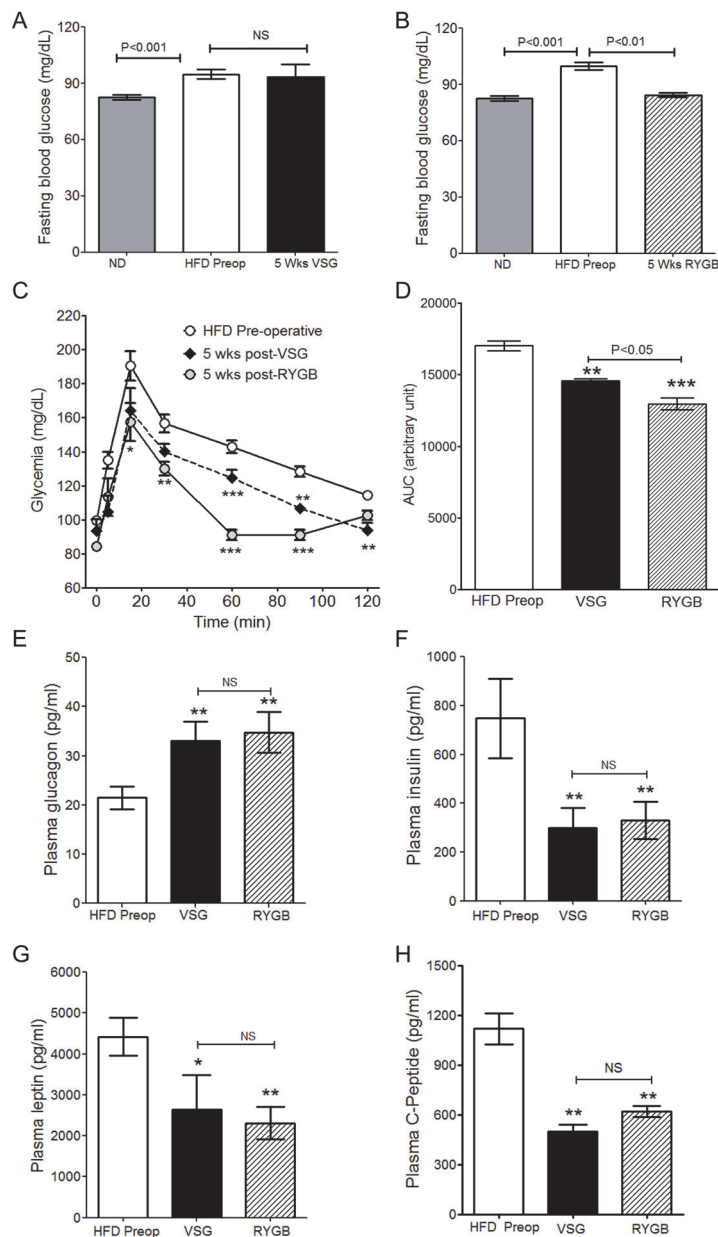 A
Fasting blood glucose (mg/dL)
120
90
60
30
0
P<0.001
NS
ND
HFD Preop
5 Wks VSG
B
Fasting blood glucose (mg/dL)
120
90
60
30
0
P<0.001
P<0.01
ND
HFD Preop
5 Wks RYGB
C
Glycemia (mg/dL)
220
200
180
160
140
120
100
80
60
HFD Pre-operative
5 wks post-VSG
5 wks post-RYGB
*
**
***
**
***
***
**
0
20
40
60
80
100
120
Time (min)
D
AUC (arbitrary unit)
20000
15000
10000
5000
0
P<0.05
**
***
HFD Preop
VSG
RYGB
E
Plasma glucagon (pg/ml)
50
40
30
20
10
0
NS
**
**
HFD Preop
VSG
RYGB
F
Plasma insulin (pg/ml)
1000
800
600
400
200
0
NS
**
**
HFD Preop
VSG
RYGB
G
Plasma leptin (pg/ml)
6000
5000
4000
3000
2000
1000
0
NS
*
**
HFD Preop
VSG
RYGB
H
Plasma C-Peptide (pg/ml)
1500
1200
900
600
300
0
NS
**
**
HFD Preop
VSG
RYGB